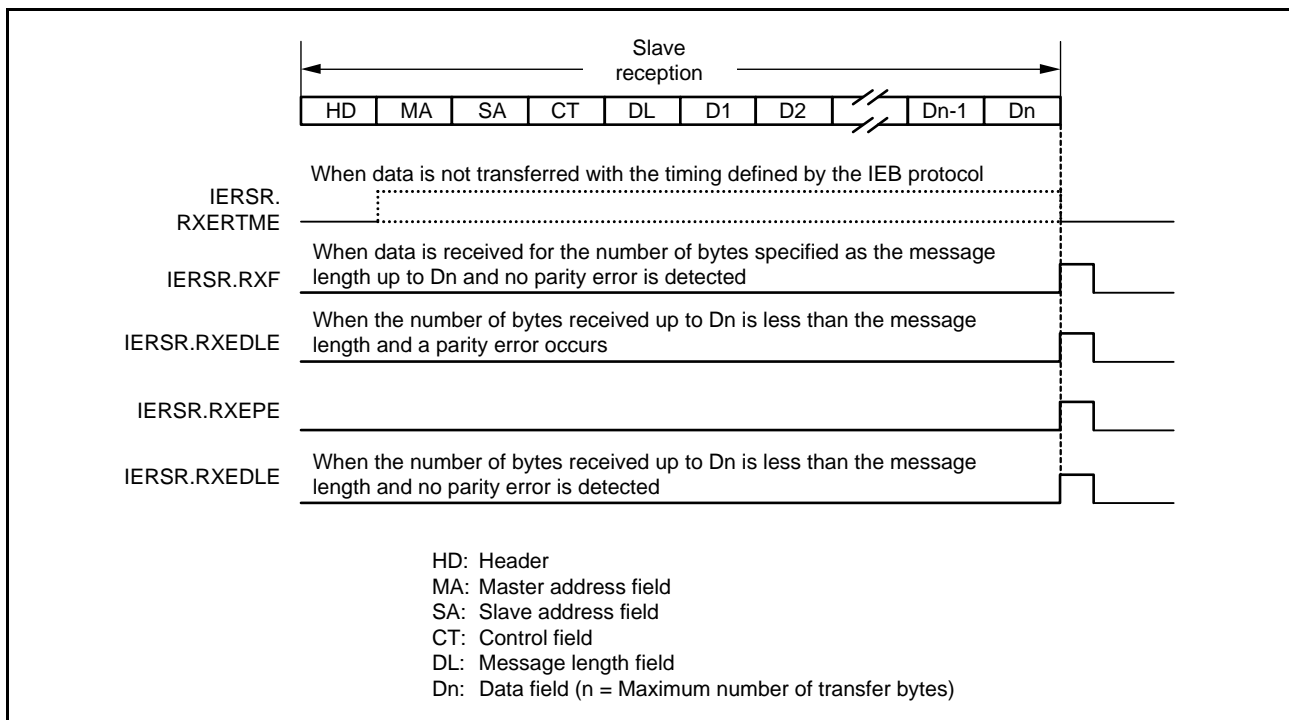 Slave
reception
HD MA SA CT DL D1 D2 Dn-1 Dn
When data is not transferred with the timing defined by the IEB protocol
IERSR.
RXERTME
When data is received for the number of bytes specified as the message
length up to Dn and no parity error is detected
IERSR.RXF
When the number of bytes received up to Dn is less than the message
length and a parity error occurs
IERSR.RXEDLE
IERSR.RXEPE
When the number of bytes received up to Dn is less than the message
length and no parity error is detected
IERSR.RXEDLE
HD: Header
MA: Master address field
SA: Slave address field
CT: Control field
DL: Message length field
Dn: Data field (n = Maximum number of transfer bytes)